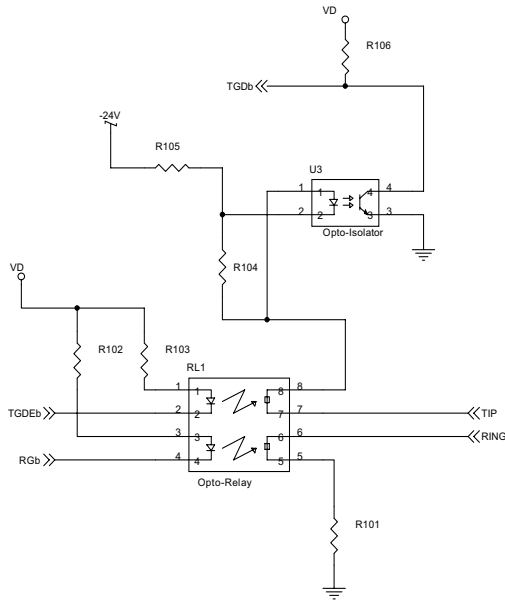 VD
R106
TGDb
-24V
R105
U3
1 1 4 4
2 2 3 3
Opto-Isolator
R104
VD
R102 R103
RL1
1 1 8 8
TGDEb 2 2 7 7 TIP
3 3 6 6 RING
RGb 4 4 5 5
Opto-Relay
R101